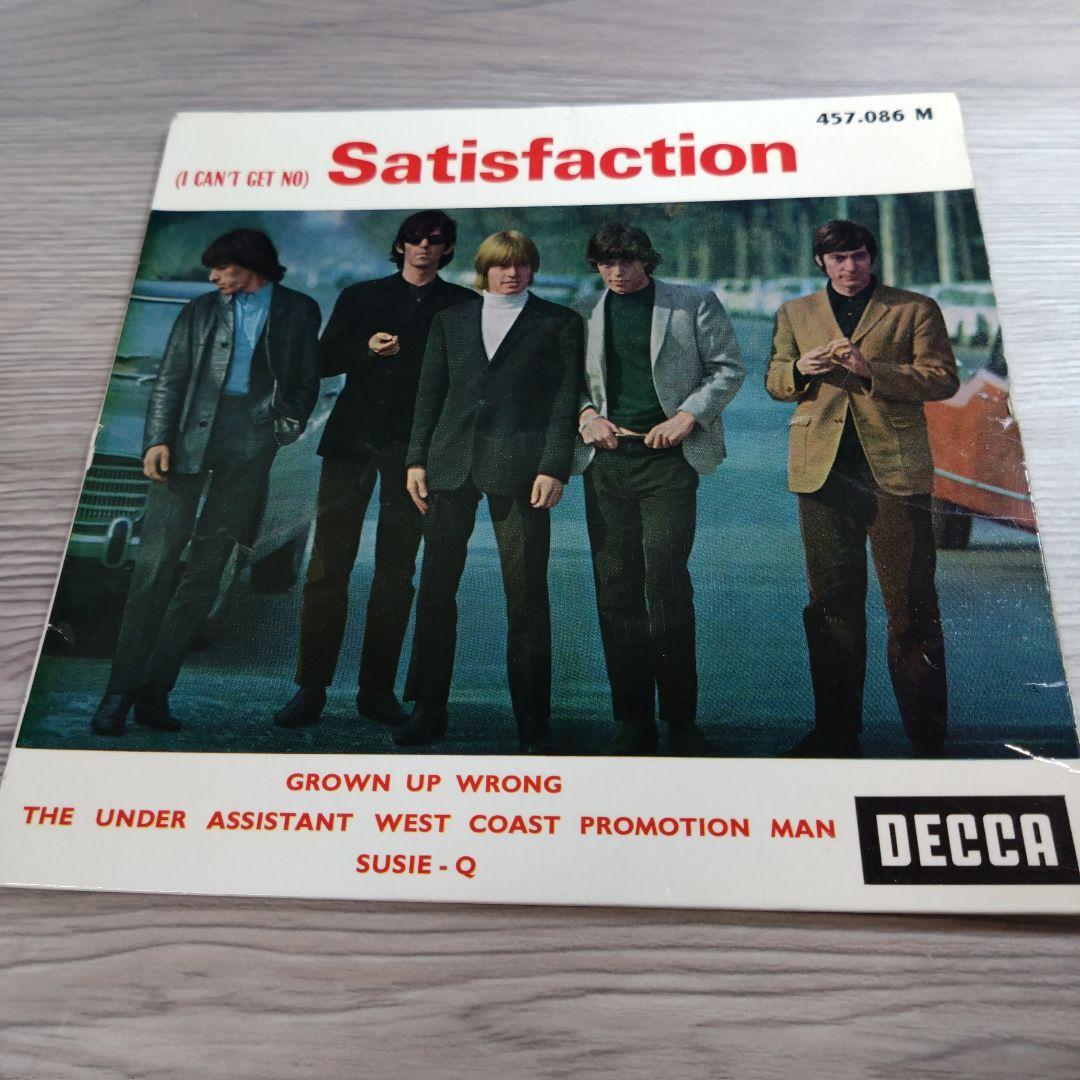 457.086 M
(I CAN'T GET NO) Satisfaction
GROWN UP WRONG
THE UNDER ASSISTANT WEST COAST PROMOTION MAN
SUSIE - Q
DECCA